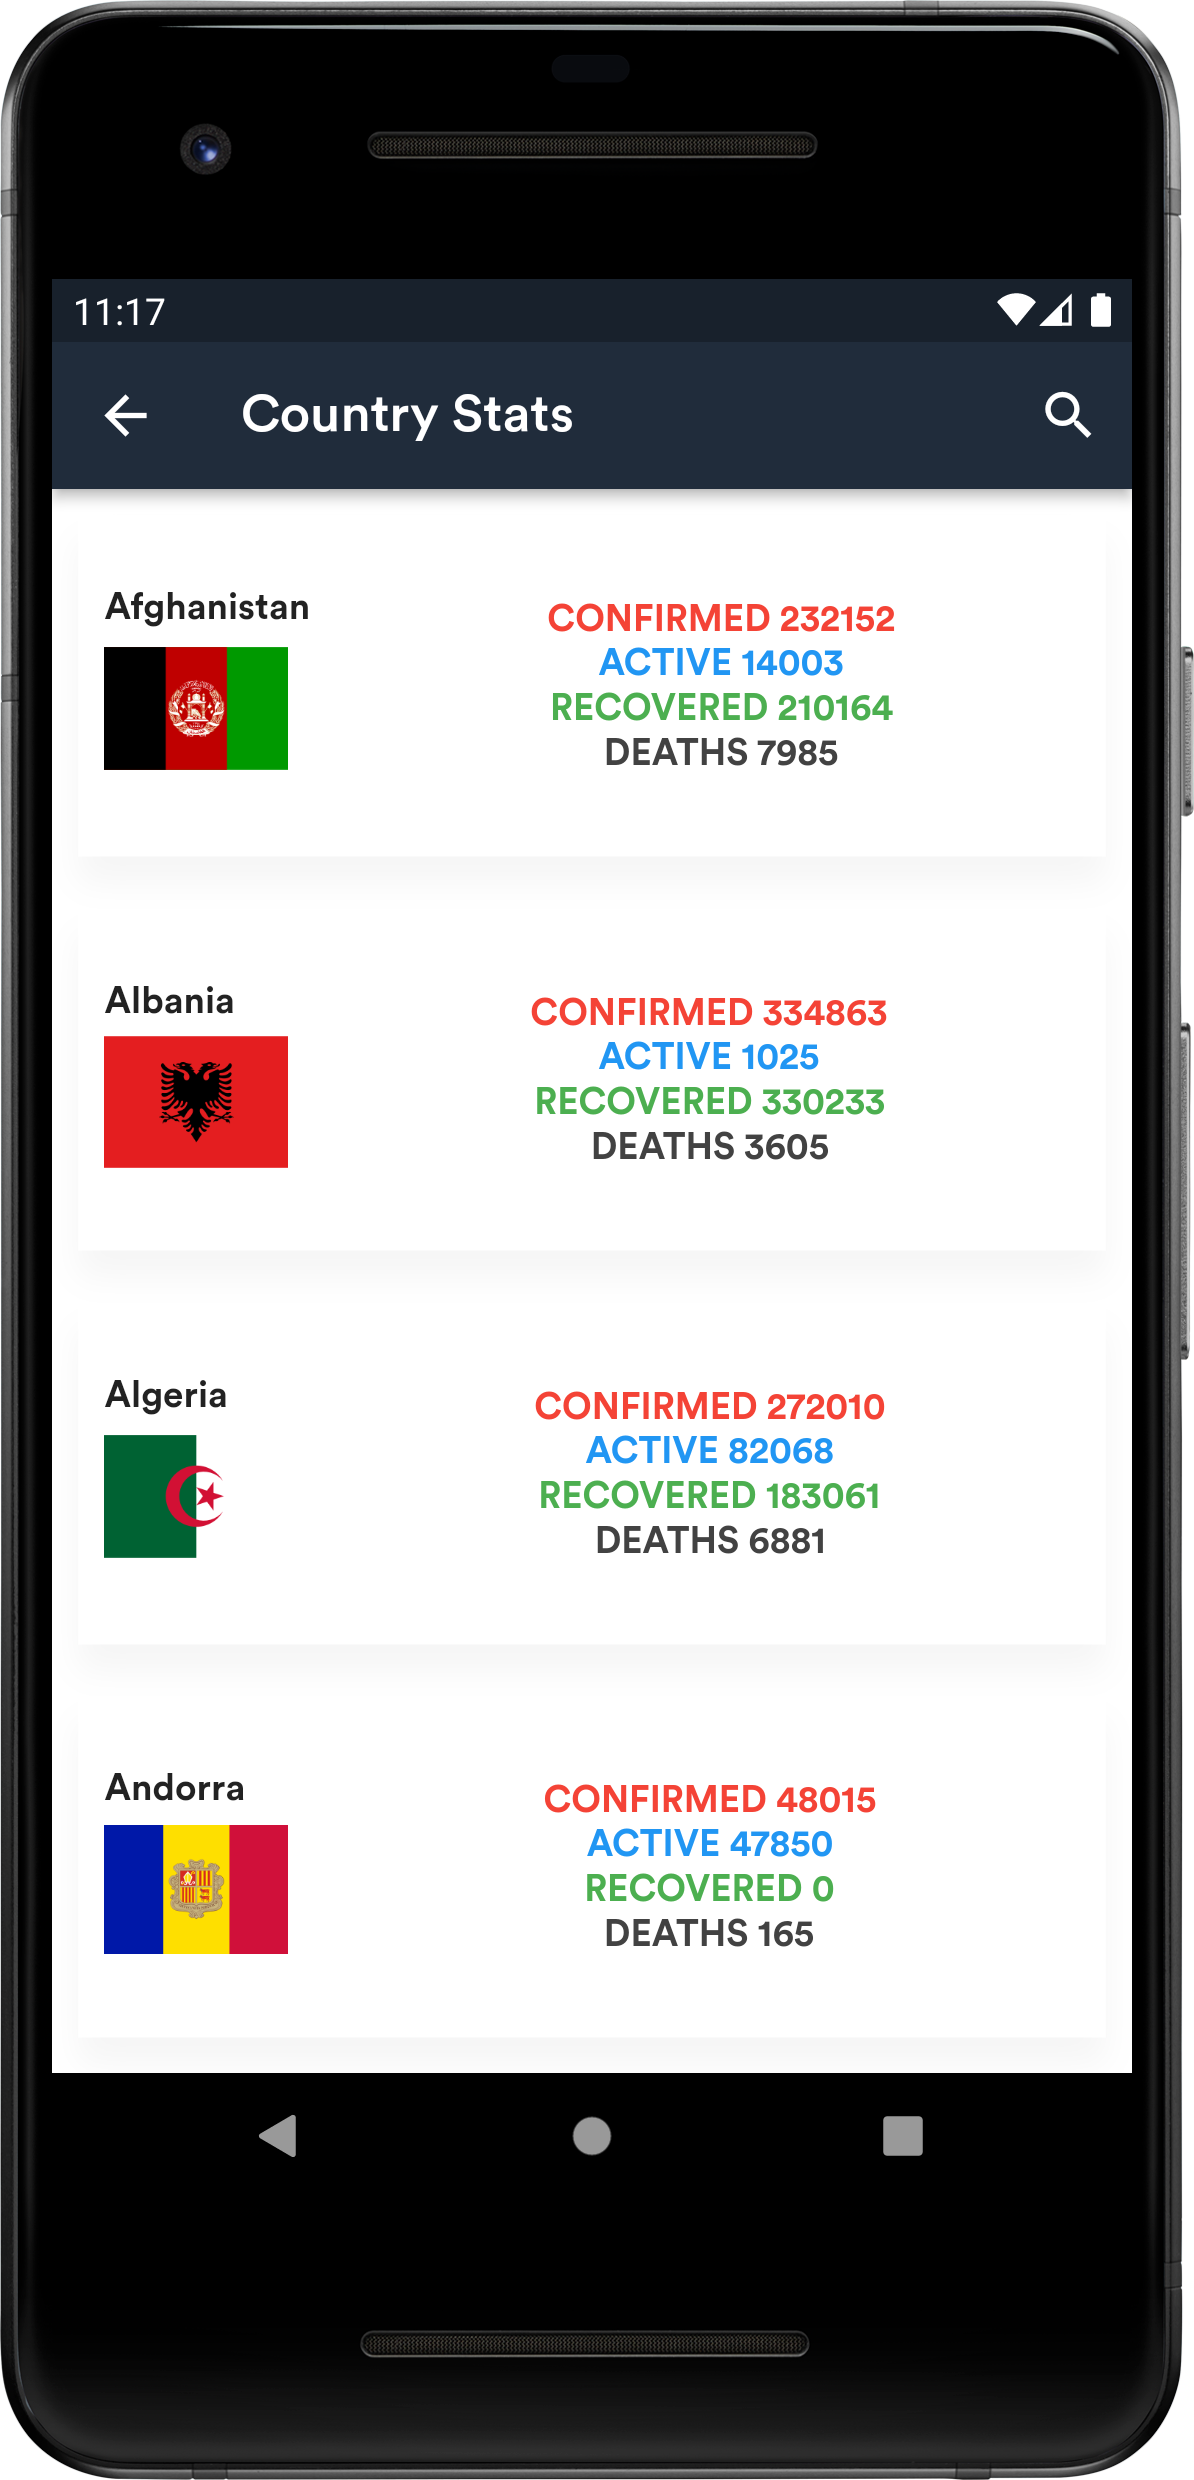 11:17
Country Stats
Afghanistan
CONFIRMED 232152
ACTIVE 14003
RECOVERED 210164
DEATHS 7985
Albania
CONFIRMED 334863
ACTIVE 1025
RECOVERED 330233
DEATHS 3605
Algeria
CONFIRMED 272010
ACTIVE 82068
RECOVERED 183061
DEATHS 6881
Andorra
CONFIRMED 48015
ACTIVE 47850
RECOVERED 0
DEATHS 165